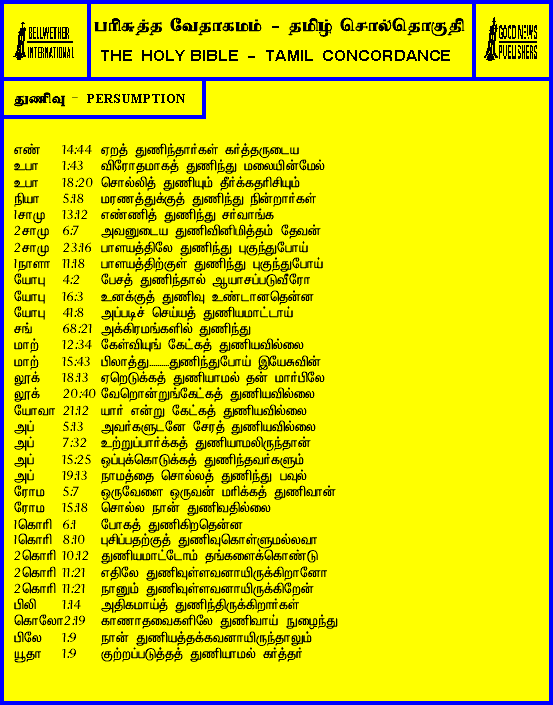 BELLWETHER
INTERNATIONAL
பரிசுத்த வேதாகமம் - தமிழ் சொல்தொகுதி
THE HOLY BIBLE - TAMIL CONCORDANCE
GOOD NEWS
PUBLISHERS
துணிவு - PERSUMPTION
எண் 14:44 ஏறத் துணிந்தார்கள் கர்த்தருடைய
உபா 1:43 விரோதமாகத் துணிந்து மலையின்மேல்
உபா 18:20 சொல்லித் துணியும் தீர்க்கதரிசியும்
நியா 5:18 மரணத்துக்குத் துணிந்து நின்றார்கள்
1சாமு 13:12 எண்ணித் துணிந்து சர்வாங்க
2சாமு 6:7 அவனுடைய துணிவினிமித்தம் தேவன்
2சாமு 23:16 பாளயத்திலே துணிந்து புகுந்துபோய்
1நாளா 11:18 பாளயத்திற்குள் துணிந்து புகுந்துபோய்
யோபு 4:2 பேசத் துணிந்தால் ஆயாசப்படுவீரோ
யோபு 16:3 உனக்குத் துணிவு உண்டானதென்ன
யோபு 41:8 அப்படிச் செய்யத் துணியமாட்டாய்
சங் 68:21 அக்கிரமங்களில் துணிந்து
மாற் 12:34 கேள்வியுங் கேட்கத் துணியவில்லை
மாற் 15:43 பிலாத்து.........துணிந்துபோய் இயேசுவின்
லூக் 18:13 ஏறெடுக்கத் துணியாமல் தன் மார்பிலே
லூக் 20:40 வேறொன்றுங்கேட்கத் துணியவில்லை
யோவா 21:12 யார் என்று கேட்கத் துணியவில்லை
அப் 5:13 அவர்களுடனே சேரத் துணியவில்லை
அப் 7:32 உற்றுப்பார்க்கத் துணியாமலிருந்தான்
அப் 15:25 ஒப்புக்கொடுக்கத் துணிந்தவர்களும்
அப் 19:13 நாமத்தை சொல்லத் துணிந்து பவுல்
ரோம 5:7 ஒருவேளை ஒருவன் மரிக்கத் துணிவான்
ரோம 15:18 சொல்ல நான் துணிவதில்லை
1கொரி 6:1 போகத் துணிகிறதென்ன
1கொரி 8:10 புசிப்பதற்குத் துணிவுகொள்ளுமல்லவா
2கொரி 10:12 துணியமாட்டோம் தங்களைக்கொண்டு
2கொரி 11:21 எதிலே துணிவுள்ளவனாயிருக்கிறானோ
2கொரி 11:21 நானும் துணிவுள்ளவனாயிருக்கிறேன்
பிலி 1:14 அதிகமாய்த் துணிந்திருக்கிறார்கள்
கொலோ2:19 காணாதவைகளிலே துணிவாய் நுழைந்து
பிலே 1:9 நான் துணியத்தக்கவனாயிருந்தாலும்
யூதா 1:9 குற்றப்படுத்தத் துணியாமல் கர்த்தர்